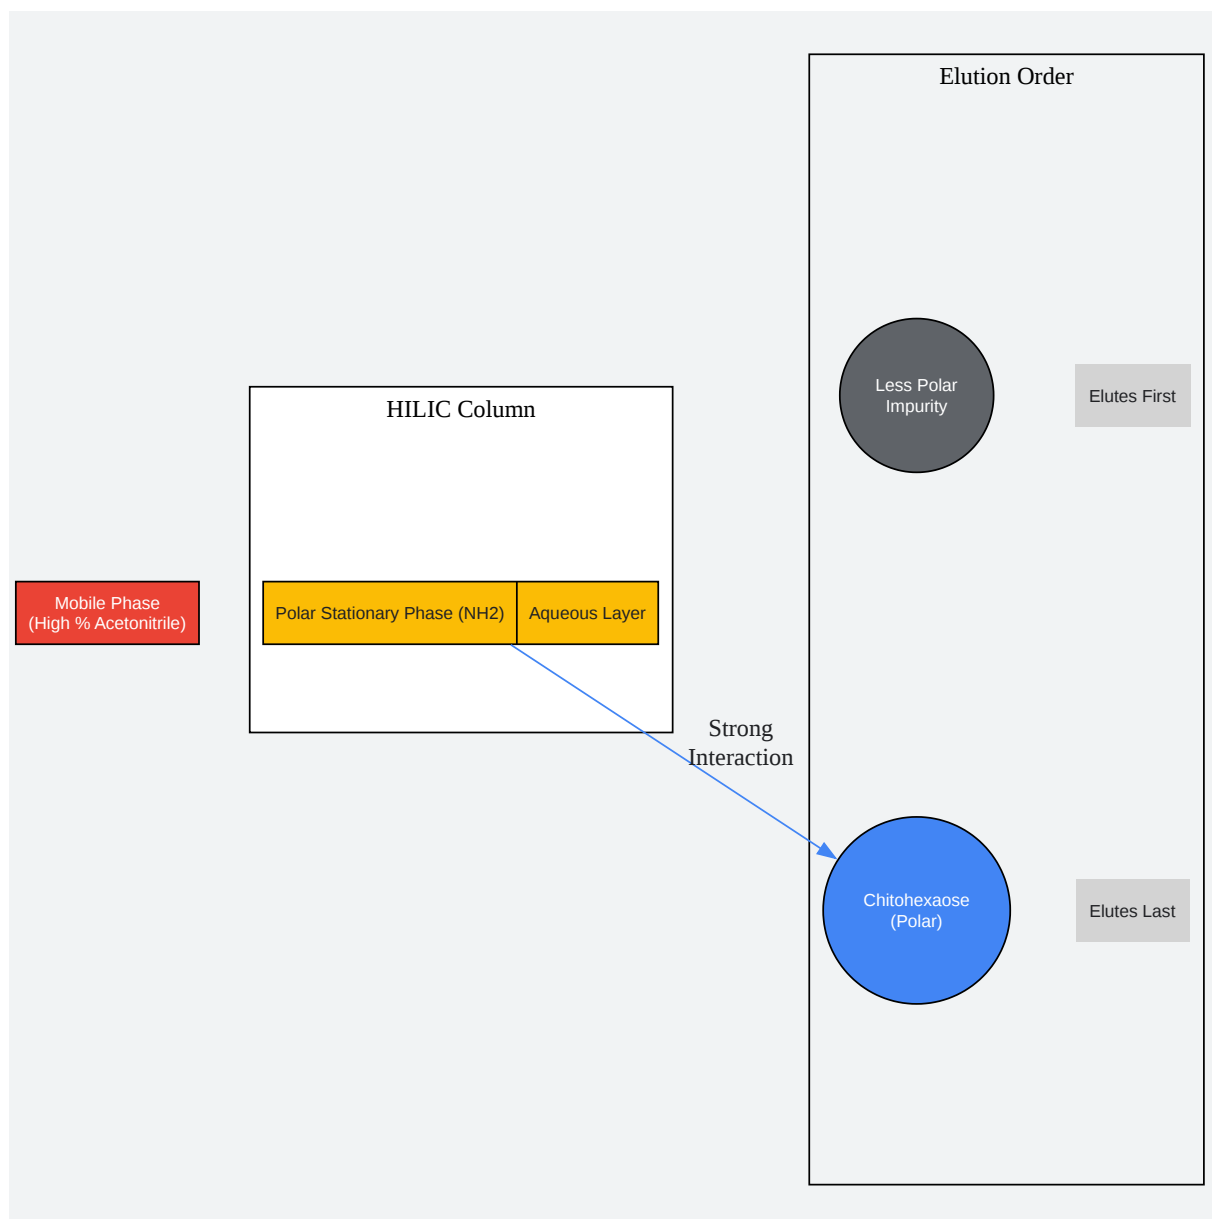 Elution Order
Less Polar
Impurity
Elutes First
HILIC Column
Mobile Phase
(High % Acetonitrile)
Polar Stationary Phase (NH2)
Aqueous Layer
Strong
Interaction
Chitohexaose
(Polar)
Elutes Last